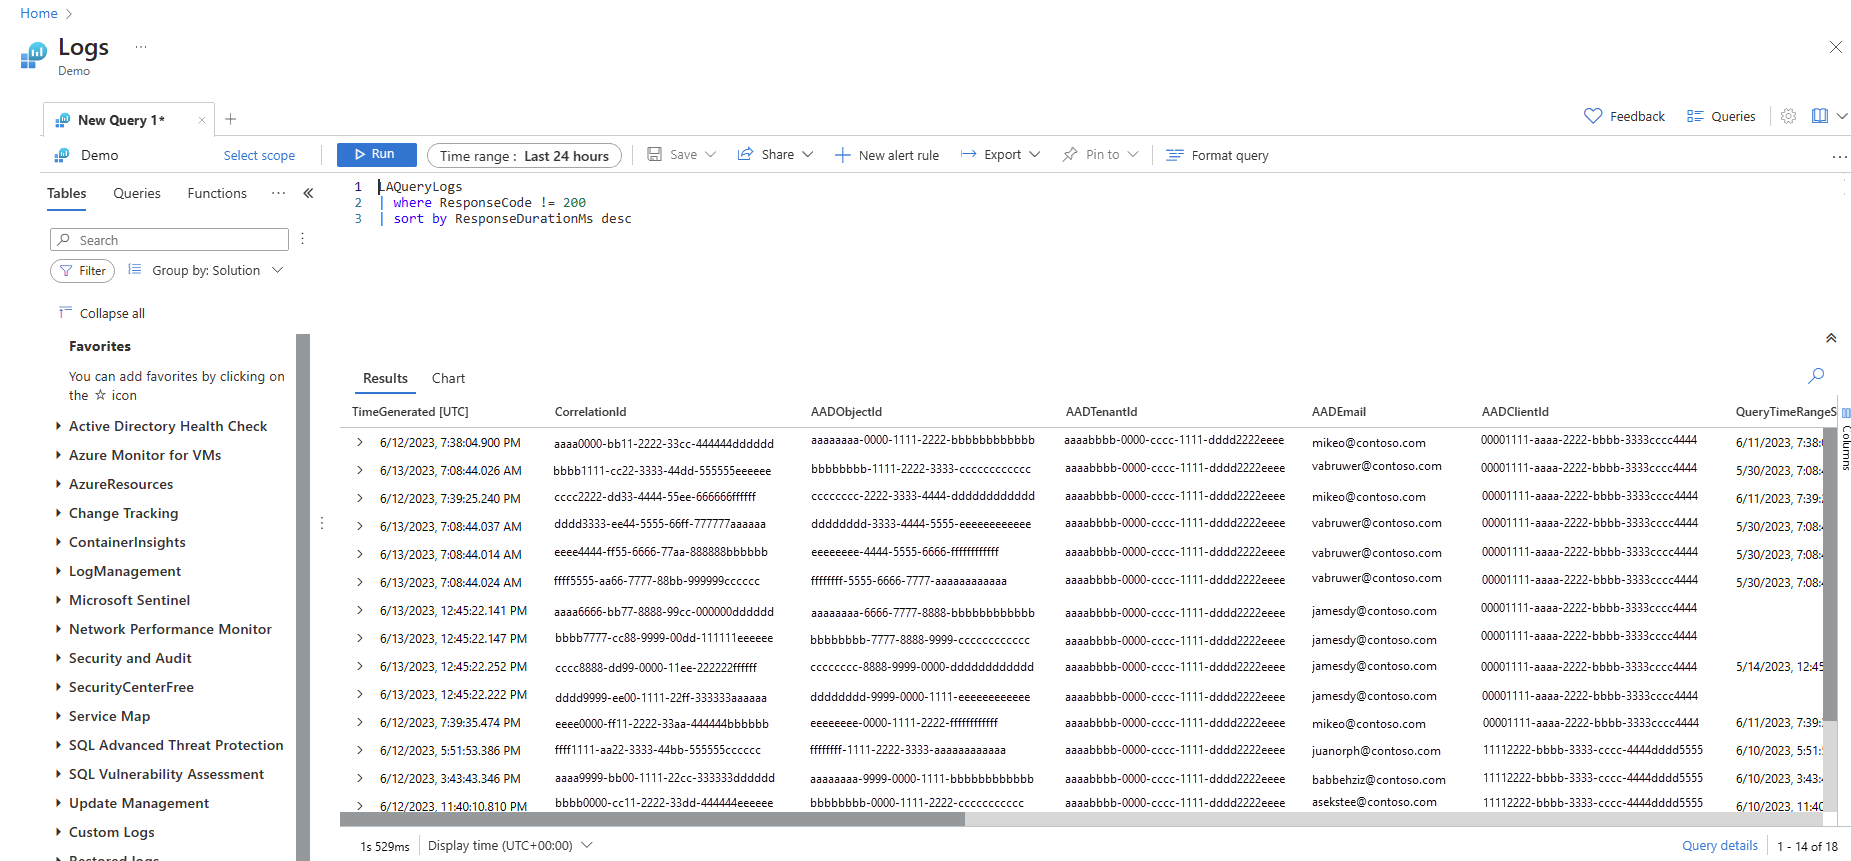 Home
Logs ...
Demo
New Query 1*
Feedback Queries
Demo Select scope Run Time range : Last 24 hours Save Share New alert rule Export Pin to Format query ...
Tables Queries Functions ...
1 LAQueryLogs
2 | where ResponseCode != 200
3 | sort by ResponseDurationMs desc
Search
Filter Group by: Solution
Collapse all
Favorites
You can add favorites by clicking on
the ☆ icon
Active Directory Health Check
Azure Monitor for VMs
AzureResources
Change Tracking
ContainerInsights
LogManagement
Microsoft Sentinel
Network Performance Monitor
Security and Audit
SecurityCenterFree
Service Map
SQL Advanced Threat Protection
SQL Vulnerability Assessment
Update Management
Custom Logs
Restored logs
Results Chart
TimeGenerated [UTC] CorrelationId AADObjectId AADTenantId AADEmail AADClientId QueryTimeRangeS
Columns
6/12/2023, 7:38:04.900 PM aaaa0000-bb11-2222-33cc-444444dddddd aaaaaaaa-0000-1111-2222-bbbbbbbbbbbb aaaabbbb-0000-cccc-1111-dddd2222eeee mikeo@contoso.com 00001111-aaaa-2222-bbbb-3333cccc4444 6/11/2023, 7:38:0
6/13/2023, 7:08:44.026 AM bbbb1111-cc22-3333-44dd-555555eeeeee bbbbbbbb-1111-2222-3333-cccccccccccc aaaabbbb-0000-cccc-1111-dddd2222eeee vabruwer@contoso.com 00001111-aaaa-2222-bbbb-3333cccc4444 5/30/2023, 7:08:4
6/12/2023, 7:39:25.240 PM cccc2222-dd33-4444-55ee-666666ffffff cccccccc-2222-3333-4444-dddddddddddd aaaabbbb-0000-cccc-1111-dddd2222eeee mikeo@contoso.com 00001111-aaaa-2222-bbbb-3333cccc4444 6/11/2023, 7:39:2
6/13/2023, 7:08:44.037 AM dddd3333-ee44-5555-66ff-777777aaaaaa dddddddd-3333-4444-5555-eeeeeeeeeeee aaaabbbb-0000-cccc-1111-dddd2222eeee vabruwer@contoso.com 00001111-aaaa-2222-bbbb-3333cccc4444 5/30/2023, 7:08:4
6/13/2023, 7:08:44.014 AM eeee4444-ff55-6666-77aa-888888bbbbbb eeeeeeee-4444-5555-6666-ffffffffffff aaaabbbb-0000-cccc-1111-dddd2222eeee vabruwer@contoso.com 00001111-aaaa-2222-bbbb-3333cccc4444 5/30/2023, 7:08:4
6/13/2023, 7:08:44.024 AM ffff5555-aa66-7777-88bb-999999cccccc ffffffff-5555-6666-7777-aaaaaaaaaaaa aaaabbbb-0000-cccc-1111-dddd2222eeee vabruwer@contoso.com 00001111-aaaa-2222-bbbb-3333cccc4444 5/30/2023, 7:08:4
6/13/2023, 12:45:22.141 PM aaaa6666-bb77-8888-99cc-000000dddddd aaaaaaaa-6666-7777-8888-bbbbbbbbbbbb aaaabbbb-0000-cccc-1111-dddd2222eeee jamesdy@contoso.com 00001111-aaaa-2222-bbbb-3333cccc4444
6/13/2023, 12:45:22.147 PM bbbb7777-cc88-9999-00dd-111111eeeeee bbbbbbbb-7777-8888-9999-cccccccccccc aaaabbbb-0000-cccc-1111-dddd2222eeee jamesdy@contoso.com 00001111-aaaa-2222-bbbb-3333cccc4444
6/13/2023, 12:45:22.252 PM cccc8888-dd99-0000-11ee-222222ffffff cccccccc-8888-9999-0000-dddddddddddd aaaabbbb-0000-cccc-1111-dddd2222eeee jamesdy@contoso.com 00001111-aaaa-2222-bbbb-3333cccc4444 5/14/2023, 12:45
6/13/2023, 12:45:22.222 PM dddd9999-ee00-1111-22ff-333333aaaaaa dddddddd-9999-0000-1111-eeeeeeeeeeee aaaabbbb-0000-cccc-1111-dddd2222eeee jamesdy@contoso.com 00001111-aaaa-2222-bbbb-3333cccc4444
6/12/2023, 7:39:35.474 PM eeee0000-ff11-2222-33aa-444444bbbbbb eeeeeeee-0000-1111-2222-ffffffffffff aaaabbbb-0000-cccc-1111-dddd2222eeee mikeo@contoso.com 00001111-aaaa-2222-bbbb-3333cccc4444 6/11/2023, 7:39:
6/12/2023, 5:51:53.386 PM ffff1111-aa22-3333-44bb-555555cccccc ffffffff-1111-2222-3333-aaaaaaaaaaaa aaaabbbb-0000-cccc-1111-dddd2222eeee juanorph@contoso.com 11112222-bbbb-3333-cccc-4444dddd5555 6/10/2023, 5:51:5
6/12/2023, 3:43:43.346 PM aaaa9999-bb00-1111-22cc-333333dddddd aaaaaaaa-9999-0000-1111-bbbbbbbbbbbb aaaabbbb-0000-cccc-1111-dddd2222eeee babbehziz@contoso.com 11112222-bbbb-3333-cccc-4444dddd5555 6/10/2023, 3:43:4
6/12/2023, 11:40:10.810 PM bbbb0000-cc11-2222-33dd-444444eeeeee bbbbbbbb-0000-1111-2222-cccccccccccc aaaabbbb-0000-cccc-1111-dddd2222eeee asekstee@contoso.com 11112222-bbbb-3333-cccc-4444dddd5555 6/10/2023, 11:40
1s 529ms Display time (UTC+00:00) Query details 1 - 14 of 18